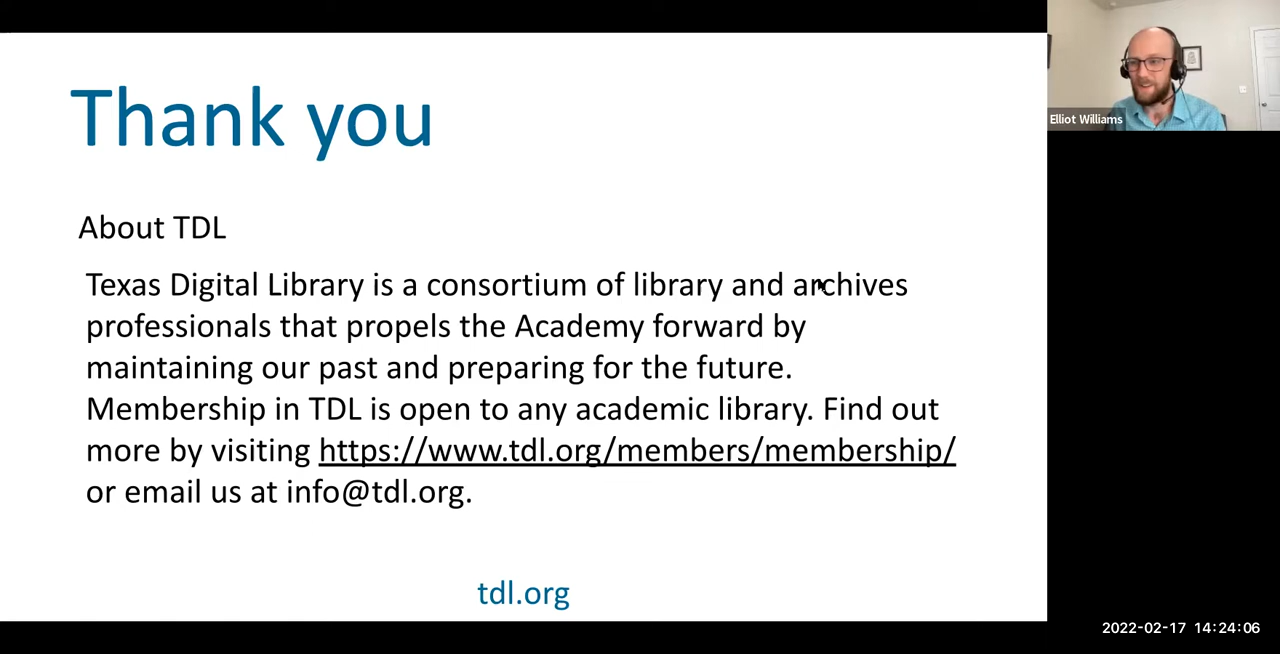 Thank you
Elliot Williams
About TDL
Texas Digital Library is a consortium of library and archives
professionals that propels the Academy forward by
maintaining our past and preparing for the future.
Membership in TDL is open to any academic library. Find out
more by visiting https://www.tdl.org/members/membership/
or email us at info@tdl.org.
tdl.org
2022-02-17 14:24:06